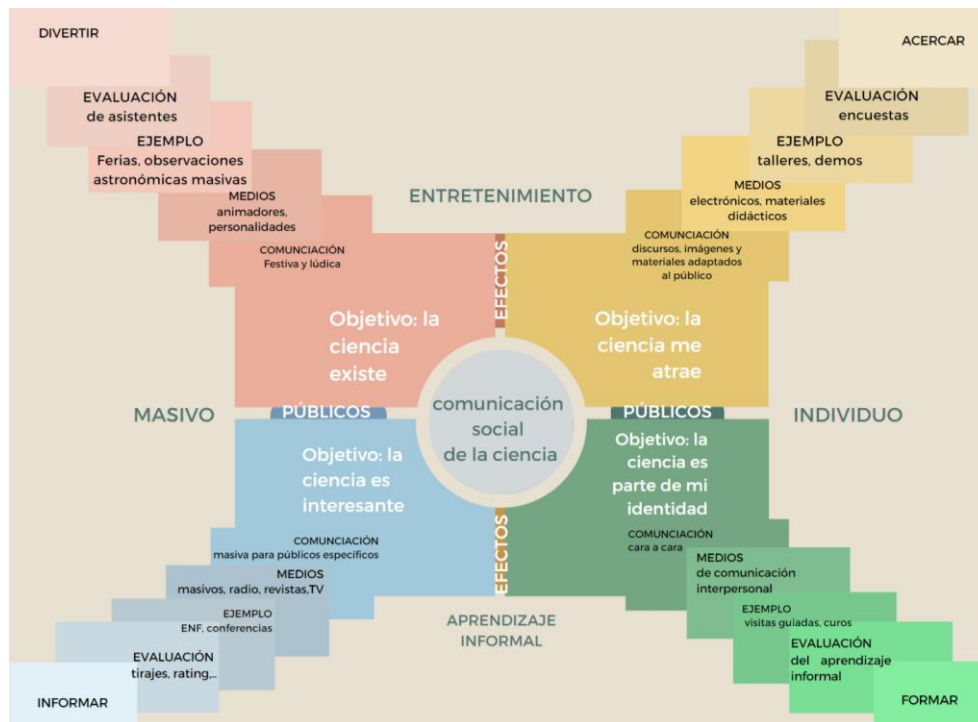 DIVERTIR
EVALUACIÓN
de asistentes
EJEMPLO
Ferias, observaciones
astronómicas masivas
MEDIOS
animadores,
personalidades
COMUNCIACIÓN
Festiva y lúdica
Objetivo: la
ciencia
existe
ENTRETENIMIENTO
EFECTOS
ACERCAR
EVALUACIÓN
encuestas
EJEMPLO
talleres, demos
MEDIOS
electrónicos, materiales
didácticos
COMUNCIACIÓN
discursos, imágenes y
materiales adaptados
al público
Objetivo: la
ciencia me
atrae
MASIVO
PÚBLICOS
comunicación
social
de la ciencia
PÚBLICOS
INDIVIDUO
Objetivo: la
ciencia es
interesante
COMUNCIACIÓN
masiva para públicos específicos
MEDIOS
masivos, radio, revistas,TV
EJEMPLO
ENF, conferencias
EVALUACIÓN
tirajes, rating,..
INFORMAR
EFECTOS
APRENDIZAJE
INFORMAL
Objetivo: la
ciencia es
parte de mi
identidad
COMUNCIACIÓN
cara a cara
MEDIOS
de comunicación
interpersonal
EJEMPLO
visitas guiadas, curos
EVALUACIÓN
del aprendizaje
informal
FORMAR